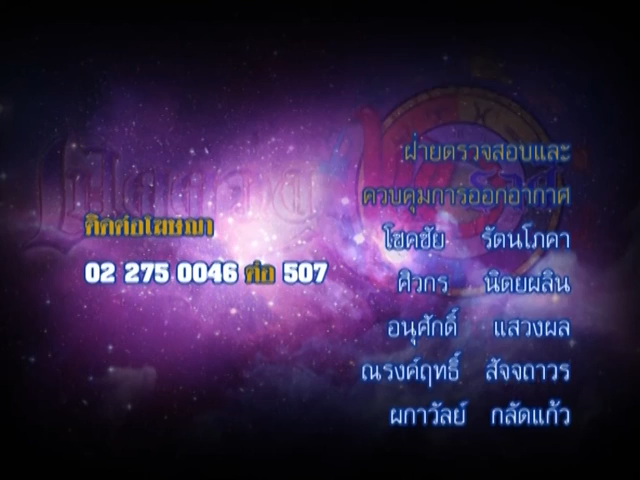 ติดต่อโฆษณา
02 275 0046 ต่อ 507
ฝ่ายตรวจสอบและ
ควบคุมการออกอากาศ
โชคชัย รัตนโภคา
ศิวกร นิตยผลิน
อนุศักดิ์ แสวงผล
ณรงค์ฤทธิ์ สัจจถาวร
ผกาวัลย์ กลัดแก้ว